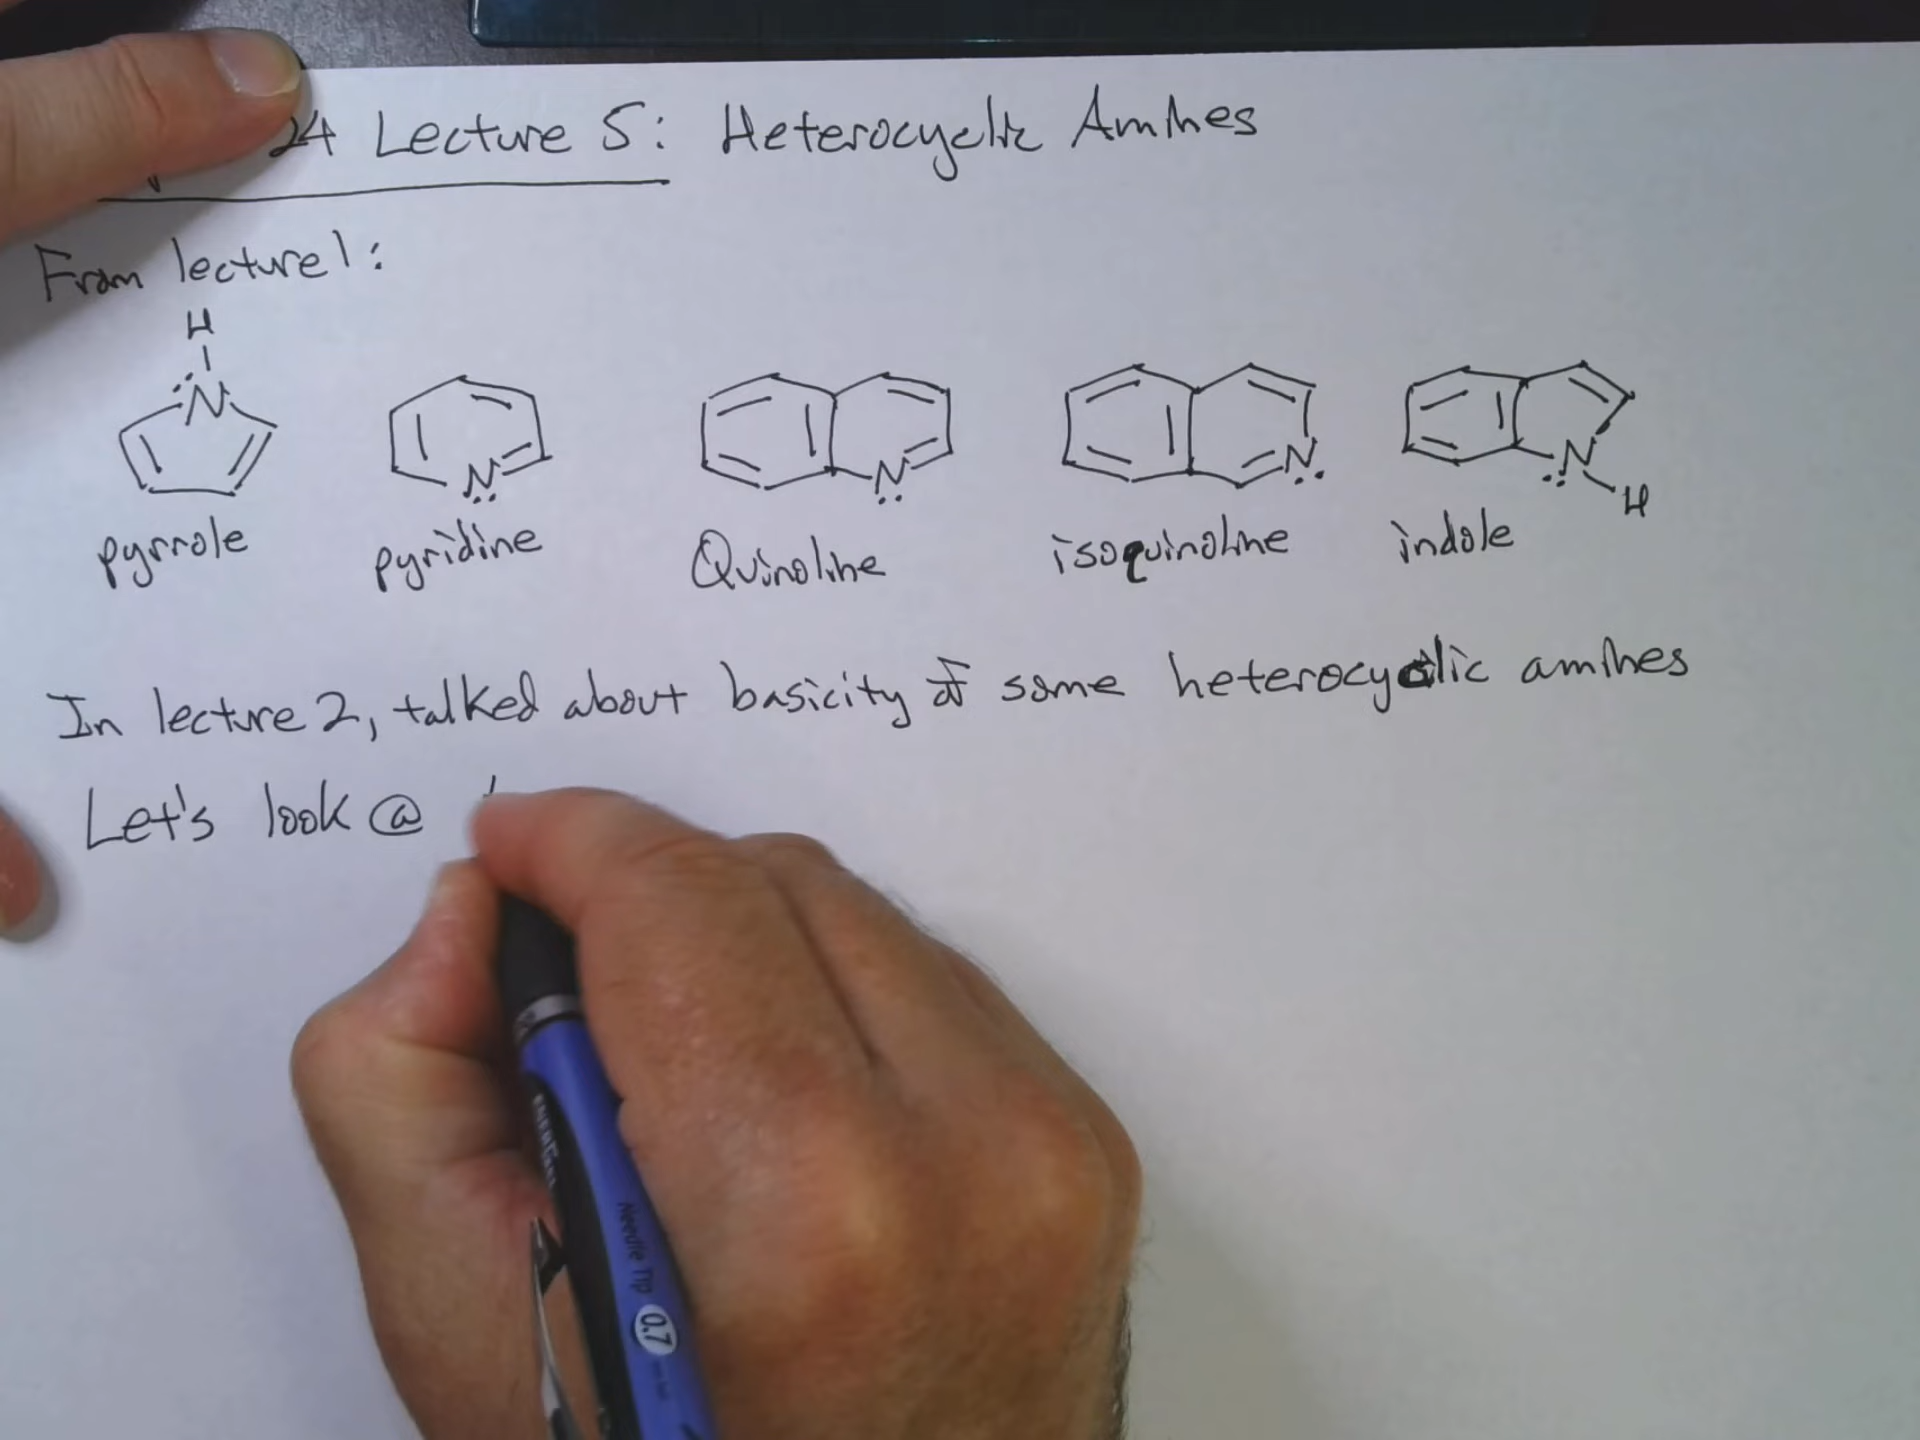 24 Lecture 5: Heterocyclic Amines
From lecture 1:
H
N N N N N
H
pyrrole pyridine Quinoline isoquinoline indole
In lecture 2, talked about basicity of some heterocyclic amines
Let's look @
EnerGel
Needle Tip 0.7